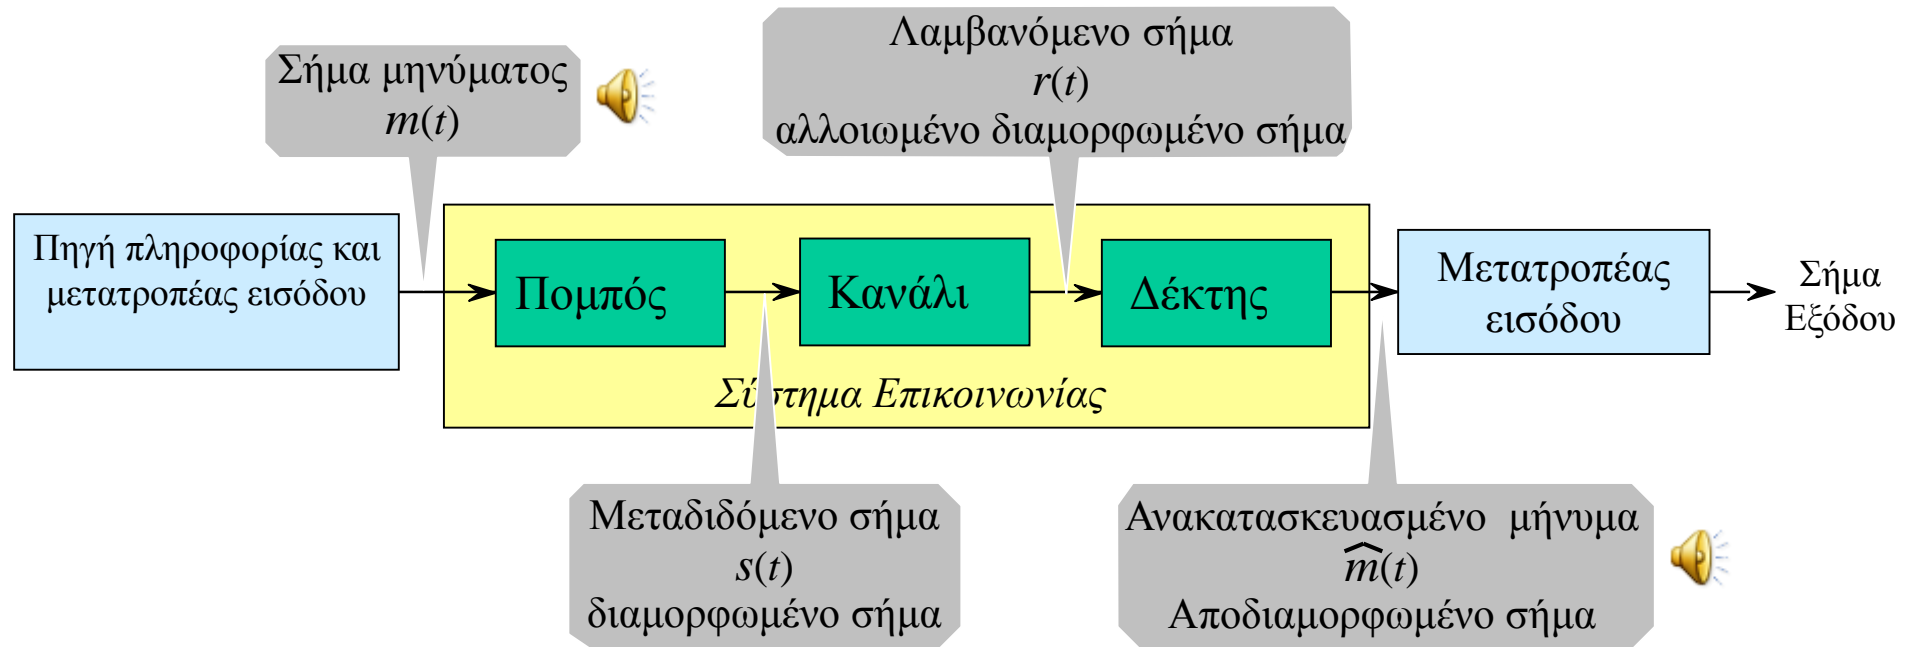 Σήμα μηνύματος
m(t)
Λαμβανόμενο σήμα
r(t)
αλλοιωμένο διαμορφωμένο σήμα
Πηγή πληροφορίας και
μετατροπέας εισόδου
Πομπός
Κανάλι
Δέκτης
Μετατροπέας
εισόδου
Σήμα
Εξόδου
Σύστημα Επικοινωνίας
Μεταδιδόμενο σήμα
s(t)
διαμορφωμένο σήμα
Ανακατασκευασμένο μήνυμα
m̂(t)
Αποδιαμορφωμένο σήμα